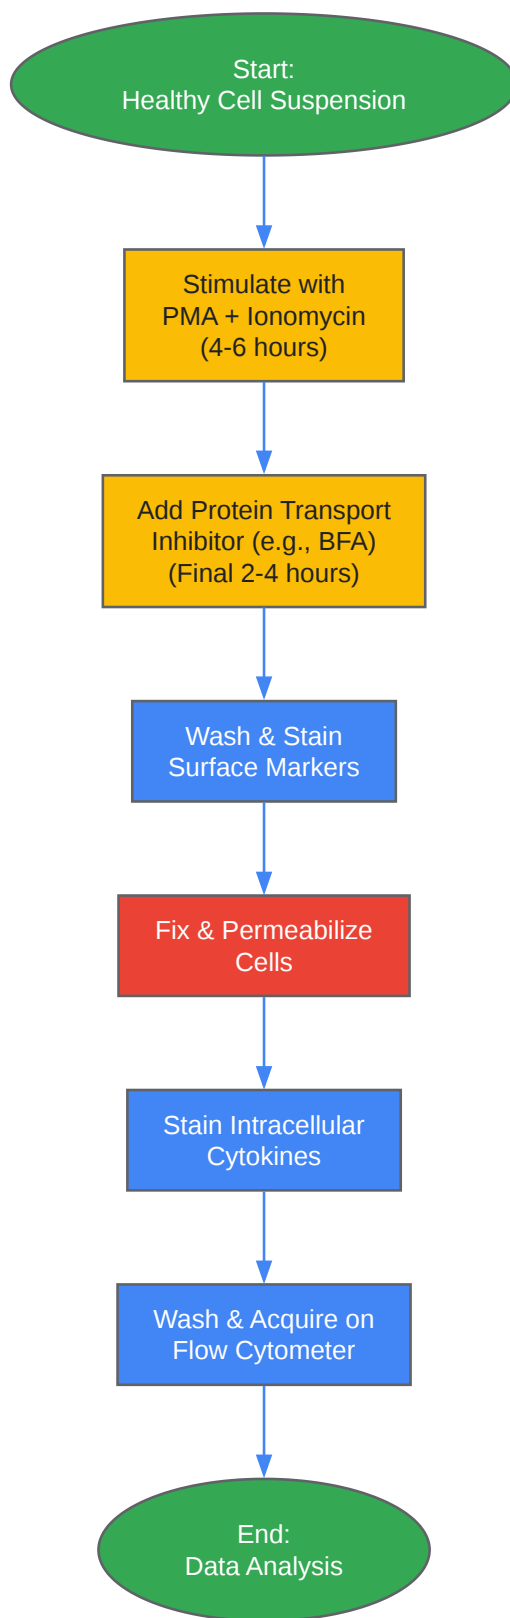 Start:
Healthy Cell Suspension
Stimulate with
PMA + Ionomycin
(4-6 hours)
Add Protein Transport
Inhibitor (e.g., BFA)
(Final 2-4 hours)
Wash & Stain
Surface Markers
Fix & Permeabilize
Cells
Stain Intracellular
Cytokines
Wash & Acquire on
Flow Cytometer
End:
Data Analysis